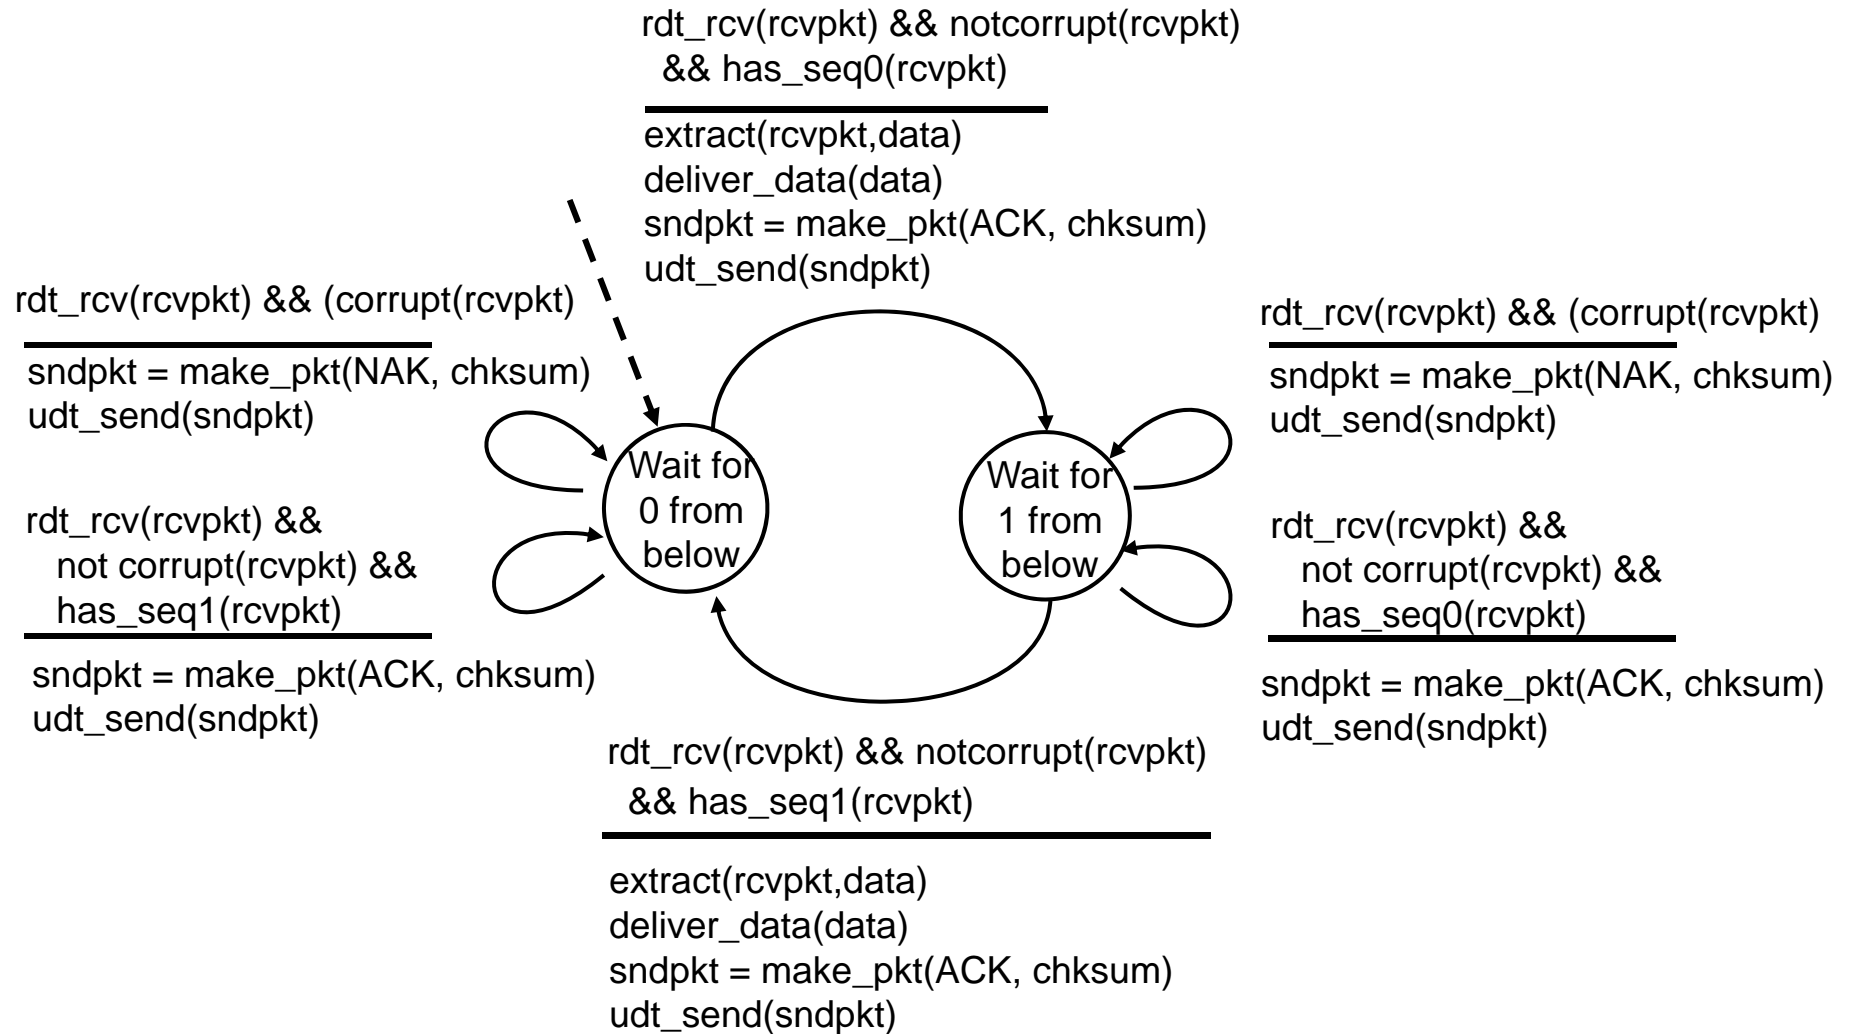 rdt_rcv(rcvpkt) && notcorrupt(rcvpkt)
&& has_seq0(rcvpkt)
extract(rcvpkt,data)
deliver_data(data)
sndpkt = make_pkt(ACK, chksum)
udt_send(sndpkt)
rdt_rcv(rcvpkt) && (corrupt(rcvpkt)
sndpkt = make_pkt(NAK, chksum)
udt_send(sndpkt)
rdt_rcv(rcvpkt) &&
not corrupt(rcvpkt) &&
has_seq1(rcvpkt)
sndpkt = make_pkt(ACK, chksum)
udt_send(sndpkt)
Wait for
0 from
below
Wait for
1 from
below
rdt_rcv(rcvpkt) && (corrupt(rcvpkt)
sndpkt = make_pkt(NAK, chksum)
udt_send(sndpkt)
rdt_rcv(rcvpkt) &&
not corrupt(rcvpkt) &&
has_seq0(rcvpkt)
sndpkt = make_pkt(ACK, chksum)
udt_send(sndpkt)
rdt_rcv(rcvpkt) && notcorrupt(rcvpkt)
&& has_seq1(rcvpkt)
extract(rcvpkt,data)
deliver_data(data)
sndpkt = make_pkt(ACK, chksum)
udt_send(sndpkt)